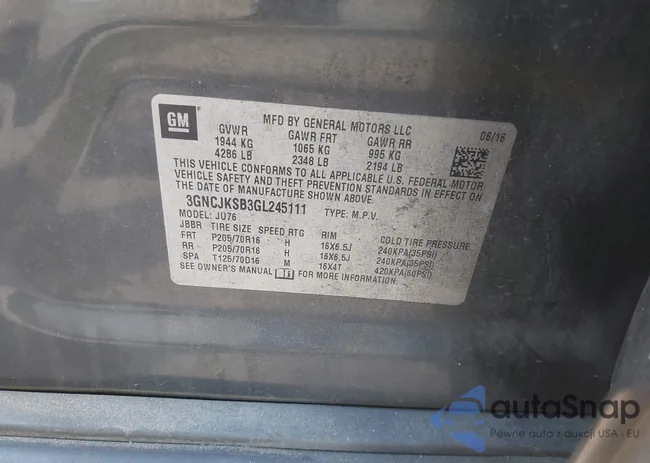 GM
MFD BY GENERAL MOTORS LLC
06/16
GVWR GAWR FRT GAWR RR
1944 KG 1065 KG 995 KG
4286 LB 2348 LB 2194 LB
THIS VEHICLE CONFORMS TO ALL APPLICABLE U.S. FEDERAL MOTOR
VEHICLE SAFETY AND THEFT PREVENTION STANDARDS IN EFFECT ON
THE DATE OF MANUFACTURE SHOWN ABOVE.
3GNCJKSB3GL245111 TYPE: M.P.V.
MODEL: JU76
JBBR TIRE SIZE SPEED RTG RIM COLD TIRE PRESSURE
FRT P205/70R16 H 16X6.5J 240KPA(35PSI)
RR P205/70R16 H 16X6.5J 240KPA(35PSI)
SPA T125/70D16 M 16X4T 420KPA(60PSI)
SEE OWNER'S MANUAL FOR MORE INFORMATION.
autoSnap
Pewne auta z aukcji USA i EU